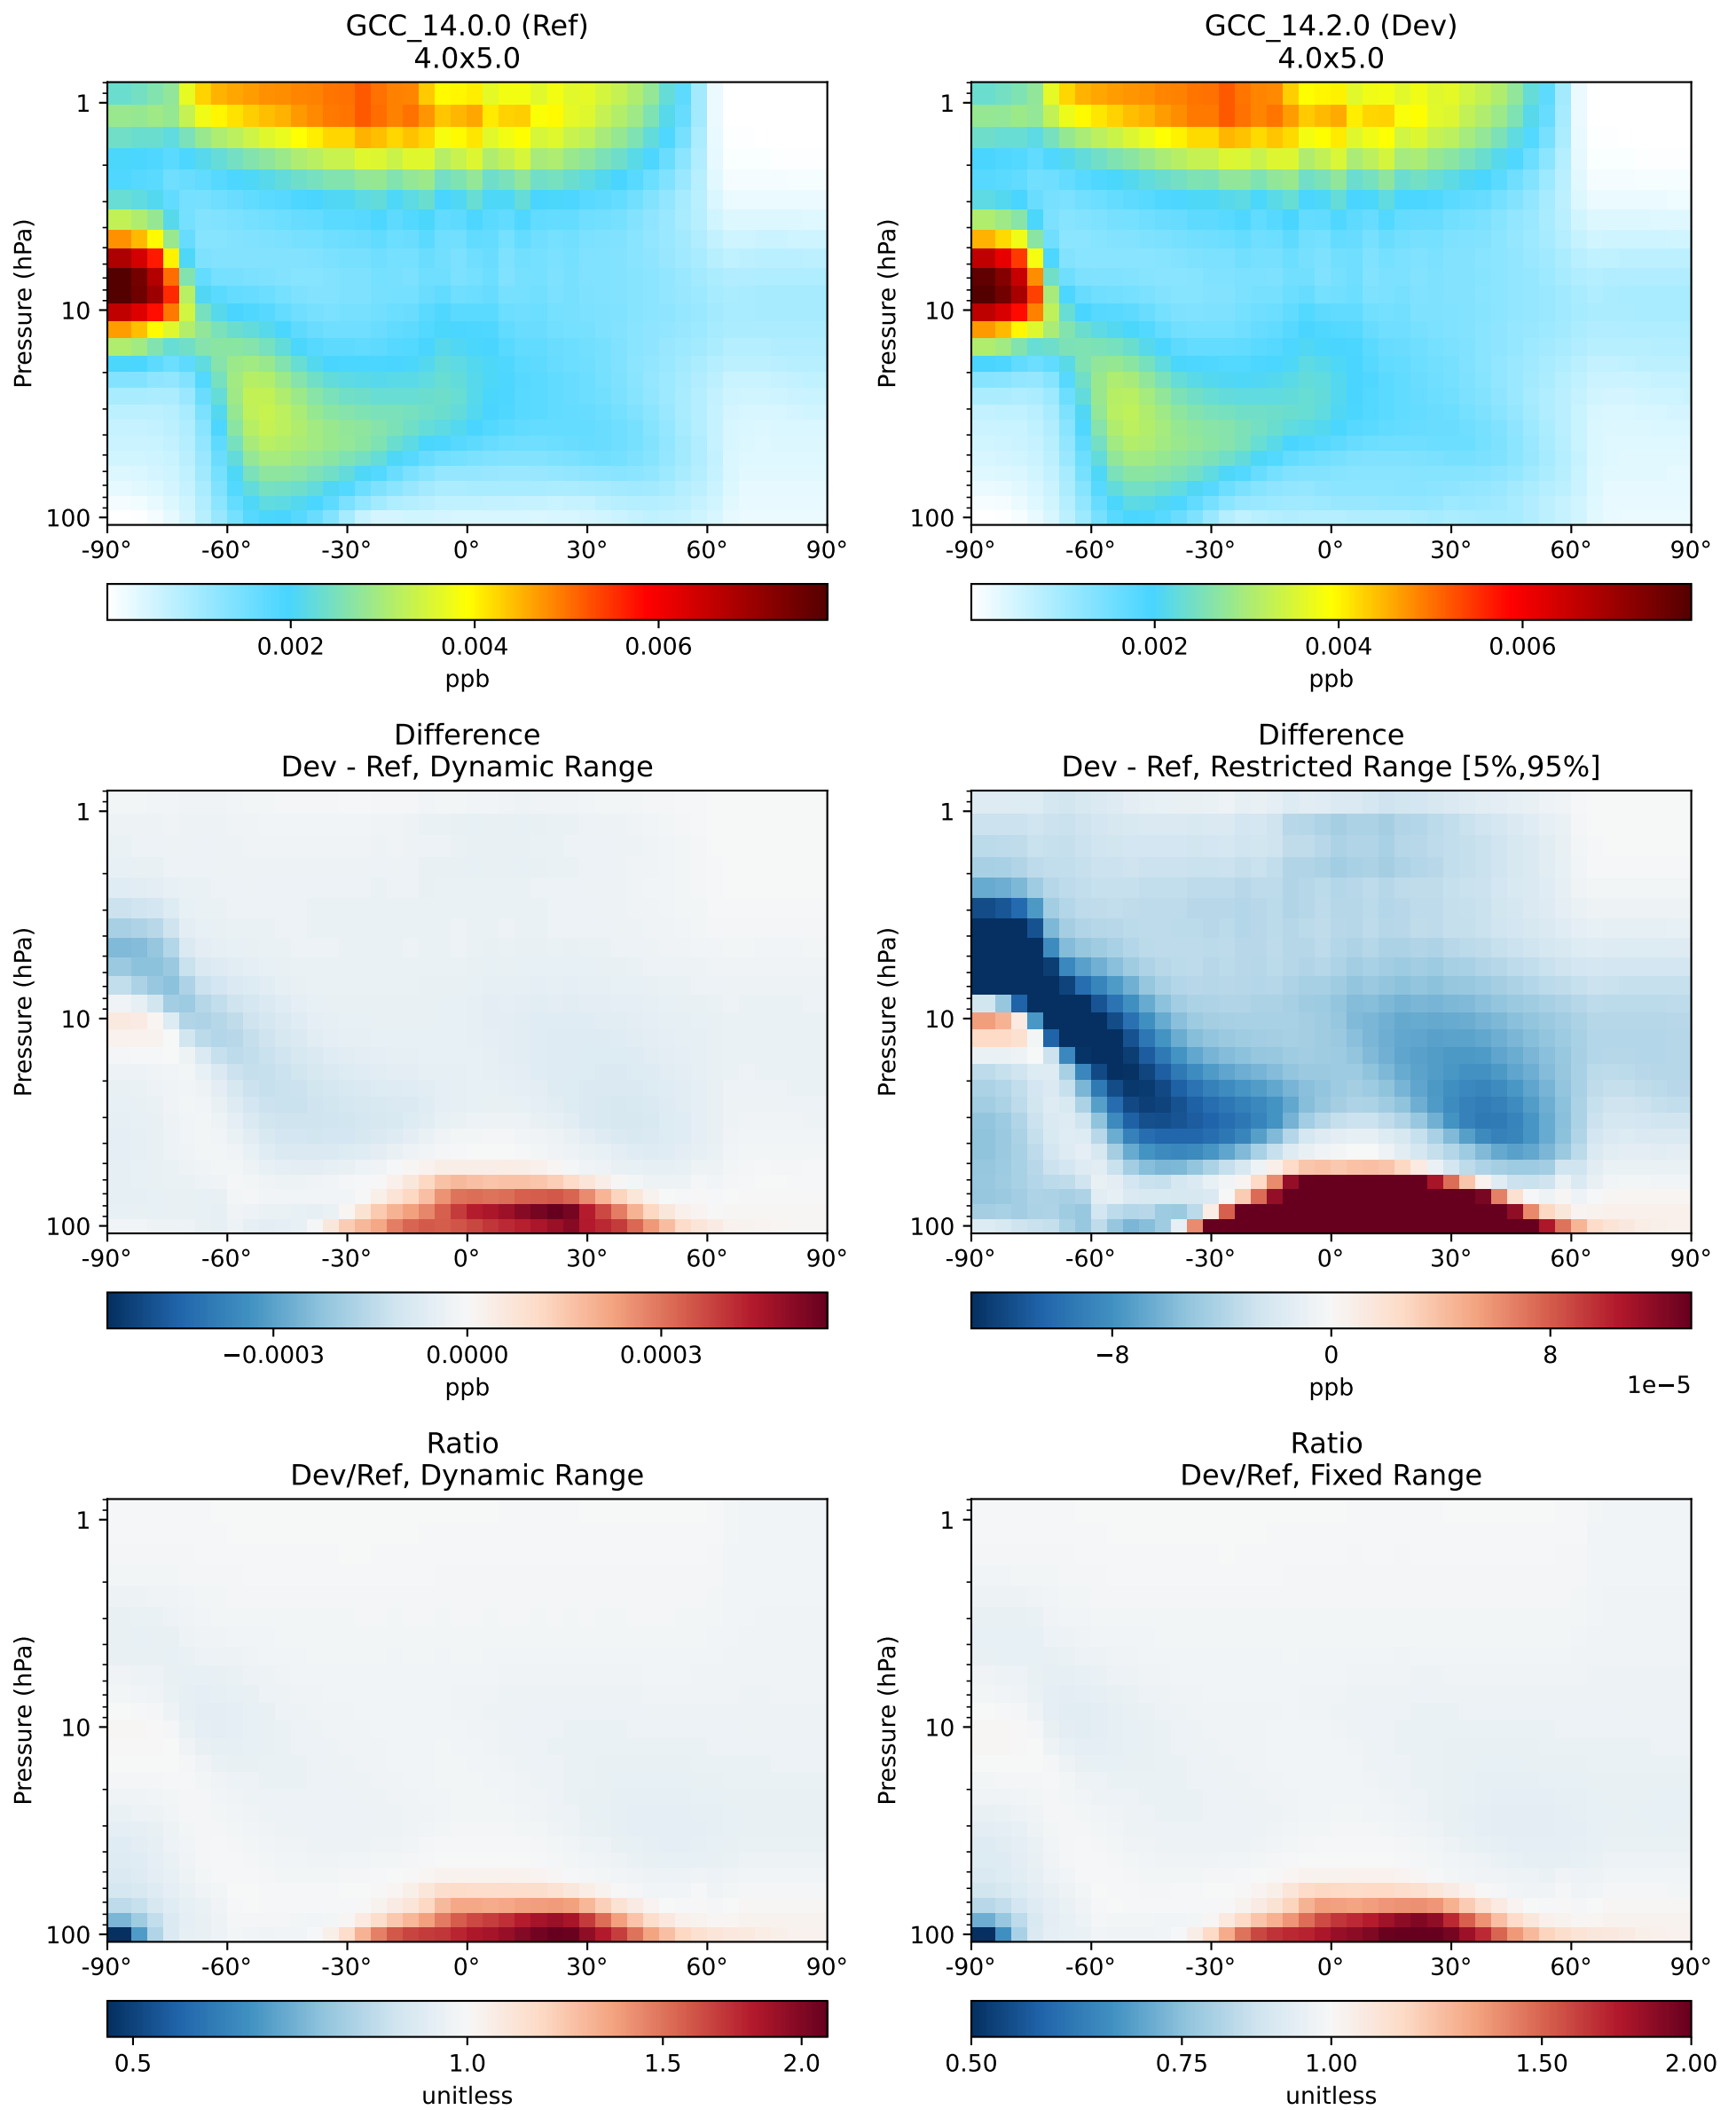 GCC_14.0.0 (Ref)
4.0x5.0
GCC_14.2.0 (Dev)
4.0x5.0
Pressure (hPa)
1
10
100
-90° -60° -30° 0° 30° 60° 90°
0.002 0.004 0.006
ppb
Pressure (hPa)
1
10
100
-90° -60° -30° 0° 30° 60° 90°
0.002 0.004 0.006
ppb
Difference
Dev - Ref, Dynamic Range
Difference
Dev - Ref, Restricted Range [5%,95%]
Pressure (hPa)
1
10
100
-90° -60° -30° 0° 30° 60° 90°
−0.0003 0.0000 0.0003
ppb
Pressure (hPa)
1
10
100
-90° -60° -30° 0° 30° 60° 90°
−8 0 8
1e−5
ppb
Ratio
Dev/Ref, Dynamic Range
Ratio
Dev/Ref, Fixed Range
Pressure (hPa)
1
10
100
-90° -60° -30° 0° 30° 60° 90°
0.5 1.0 1.5 2.0
unitless
Pressure (hPa)
1
10
100
-90° -60° -30° 0° 30° 60° 90°
0.50 0.75 1.00 1.50 2.00
unitless